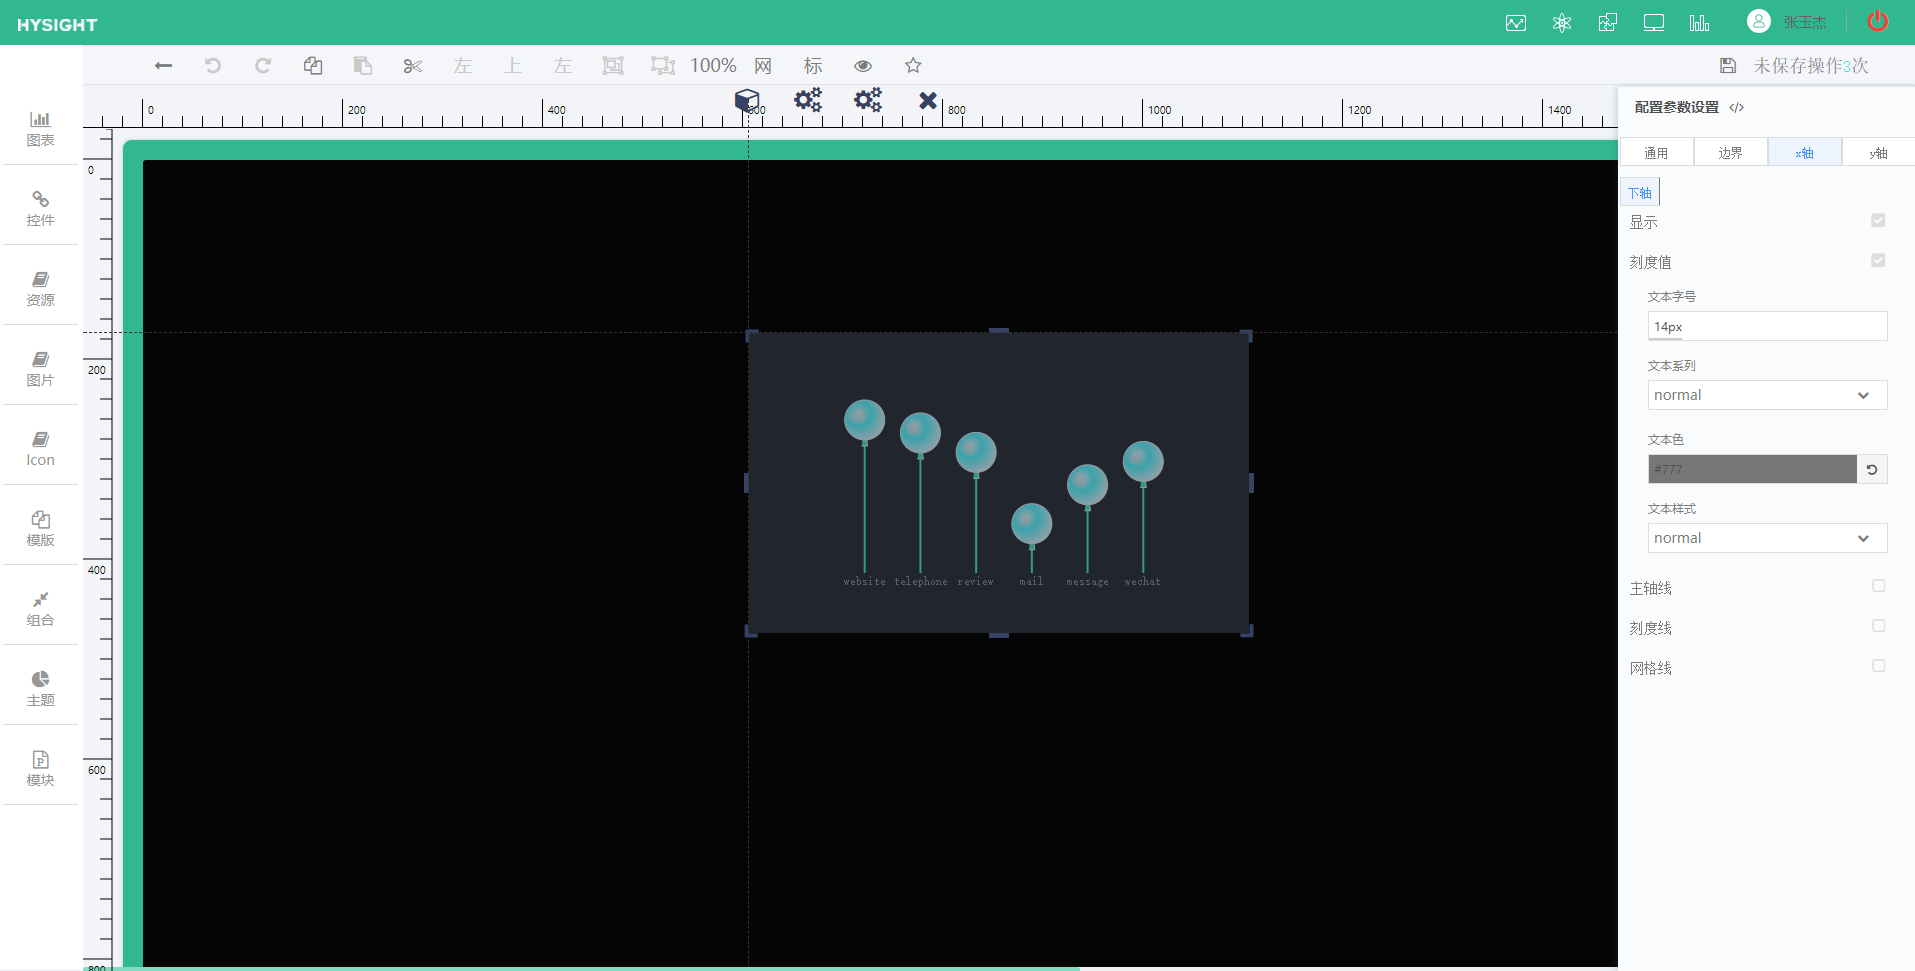 HYSIGHT
张玉杰
左 上 左 100% 网 标
未保存操作3次
0 200 400 600 800 1000 1200 1400
0
200
400
600
800
图表
控件
资源
图片
Icon
模版
组合
主题
模块
website telephone review mail message wechat
配置参数设置 </>
通用 边界 x轴 y轴
下轴
显示
刻度值
文本字号
14px
文本系列
normal
文本色
#777
文本样式
normal
主轴线
刻度线
网格线